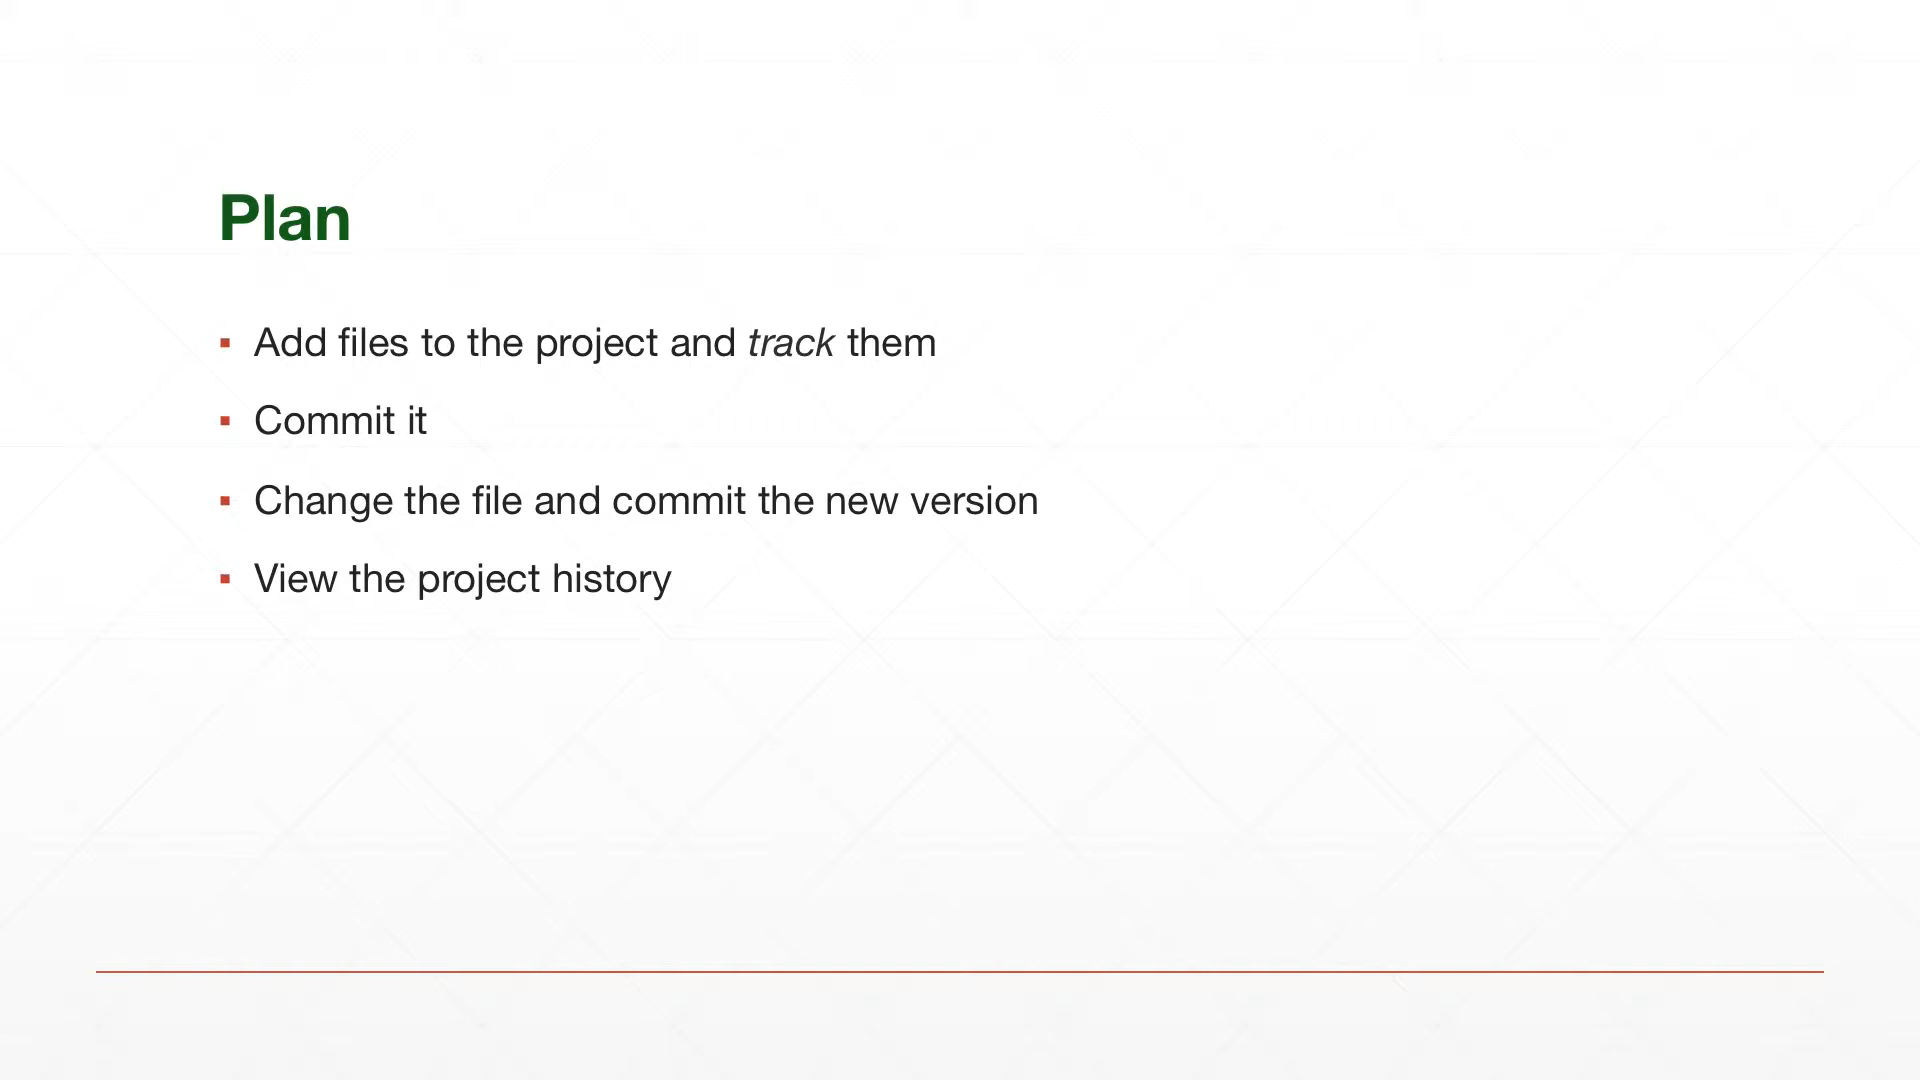 Plan
▪ Add files to the project and track them
▪ Commit it
▪ Change the file and commit the new version
▪ View the project history